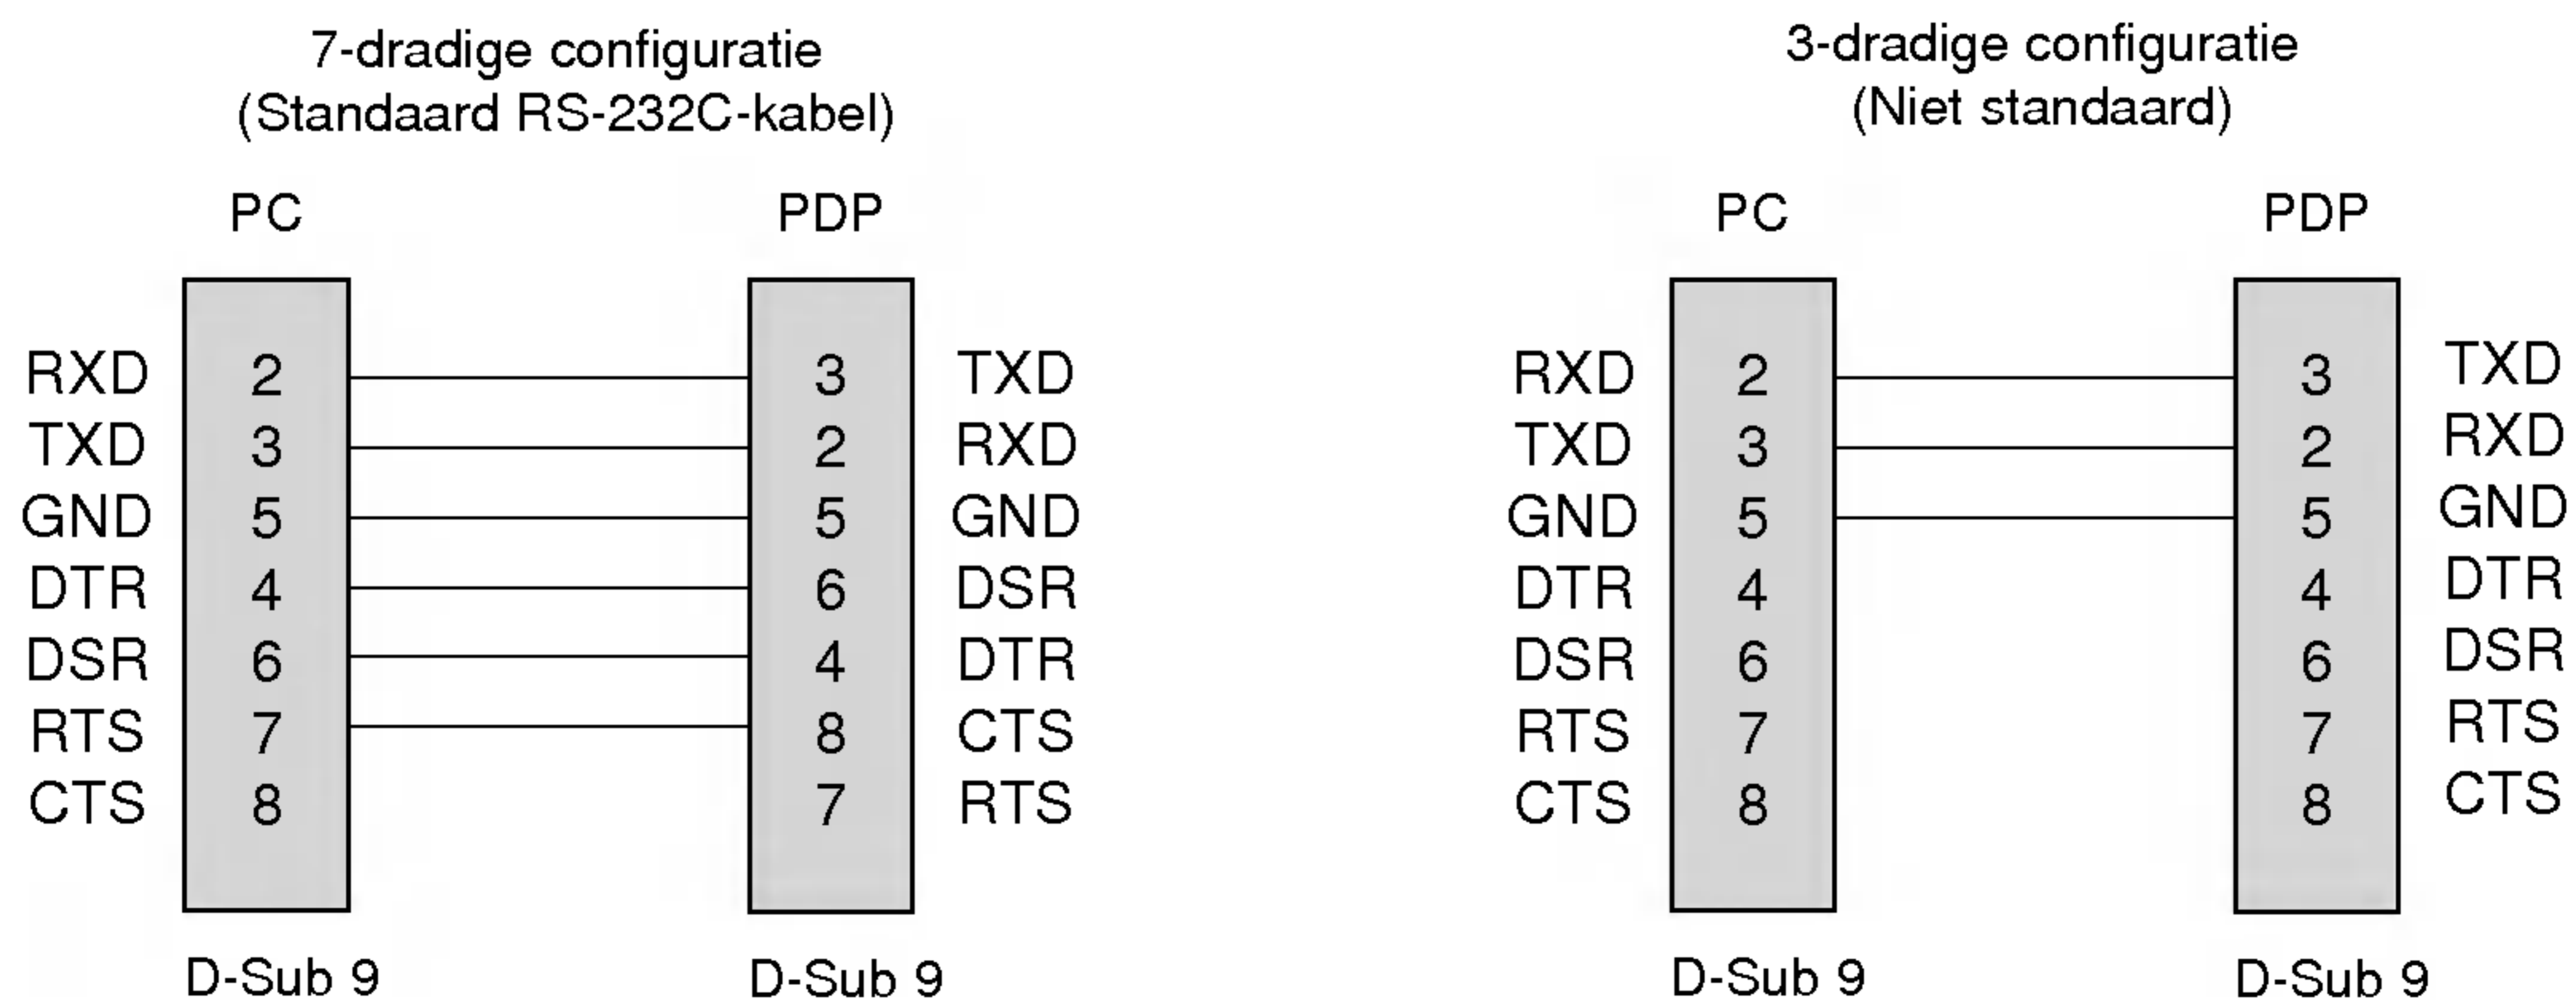 7-dradige configuratie
(Standaard RS-232C-kabel)
PC PDP
RXD 2 3 TXD
TXD 3 2 RXD
GND 5 5 GND
DTR 4 6 DSR
DSR 6 4 DTR
RTS 7 8 CTS
CTS 8 7 RTS
D-Sub 9 D-Sub 9
3-dradige configuratie
(Niet standaard)
PC PDP
RXD 2 3 TXD
TXD 3 2 RXD
GND 5 5 GND
DTR 4 4 DTR
DSR 6 6 DSR
RTS 7 7 RTS
CTS 8 8 CTS
D-Sub 9 D-Sub 9